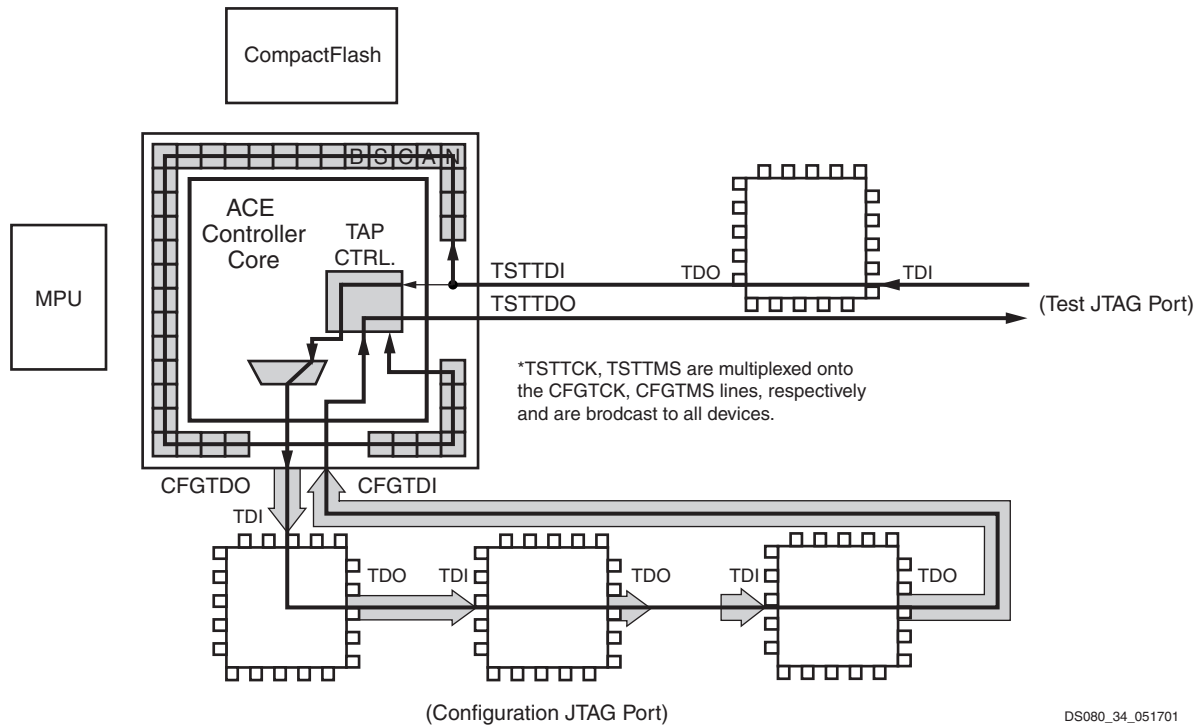 CompactFlash
B S C A N
ACE
Controller
Core
TAP
CTRL.
MPU
TSTTDI
TDO
TDI
TSTTDO
(Test JTAG Port)
*TSTTCK, TSTTMS are multiplexed onto
the CFGTCK, CFGTMS lines, respectively
and are brodcast to all devices.
CFGTDO
CFGTDI
TDI
TDO
TDI
TDO
TDI
TDO
(Configuration JTAG Port)
DS080_34_051701